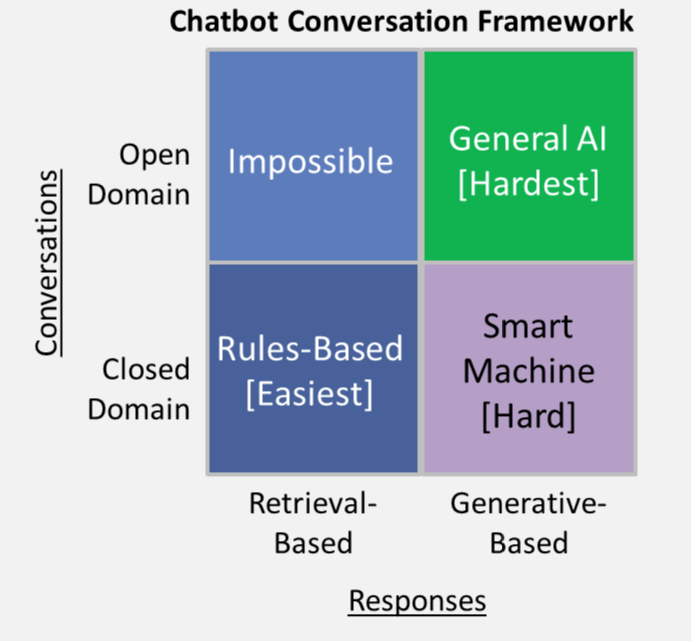 Chatbot Conversation Framework
Conversations
Open
Domain
Impossible
General AI
[Hardest]
Closed
Domain
Rules-Based
[Easiest]
Smart
Machine
[Hard]
Retrieval-
Based
Generative-
Based
Responses